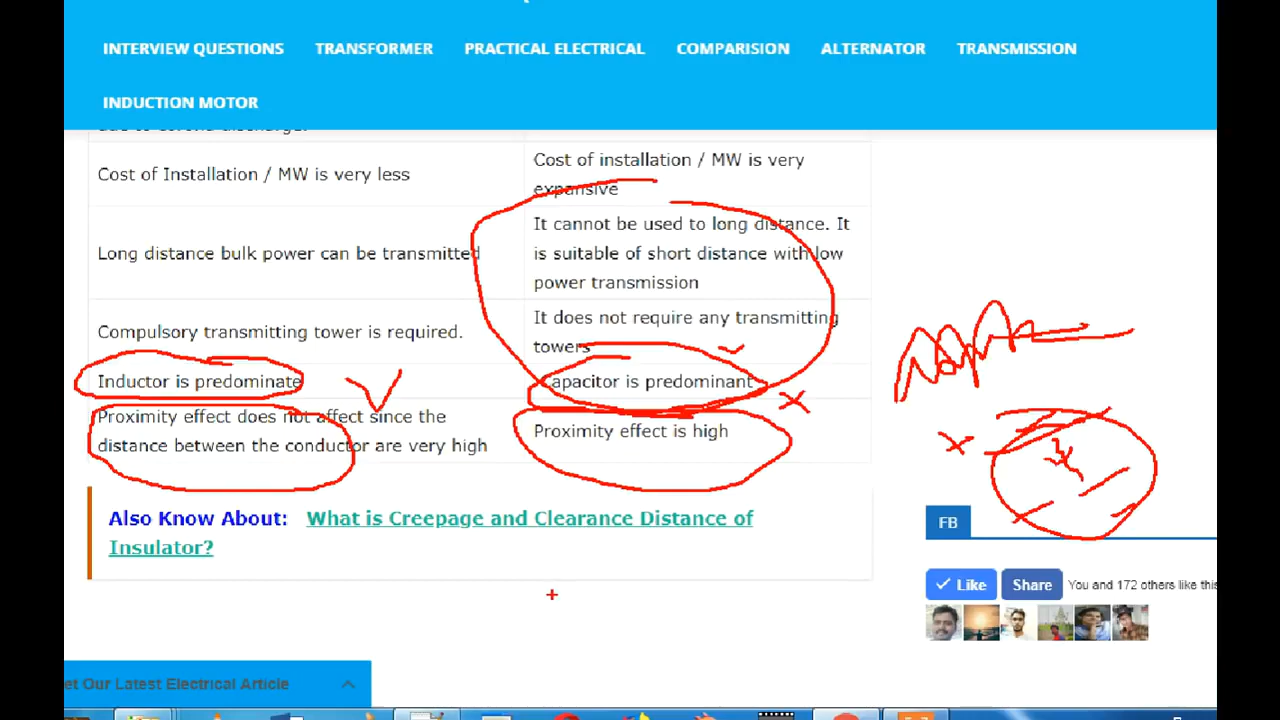 INTERVIEW QUESTIONS TRANSFORMER PRACTICAL ELECTRICAL COMPARISION ALTERNATOR TRANSMISSION
INDUCTION MOTOR
due to corona discharge.
Cost of Installation / MW is very less
Cost of installation / MW is very
expansive
Long distance bulk power can be transmitted
It cannot be used to long distance. It
is suitable of short distance with low
power transmission
Compulsory transmitting tower is required.
It does not require any transmitting
towers
Inductor is predominate
Capacitor is predominant
Proximity effect does not affect since the
distance between the conductor are very high
Proximity effect is high
Also Know About: What is Creepage and Clearance Distance of
Insulator?
FB
Like Share You and 172 others like this
et Our Latest Electrical Article